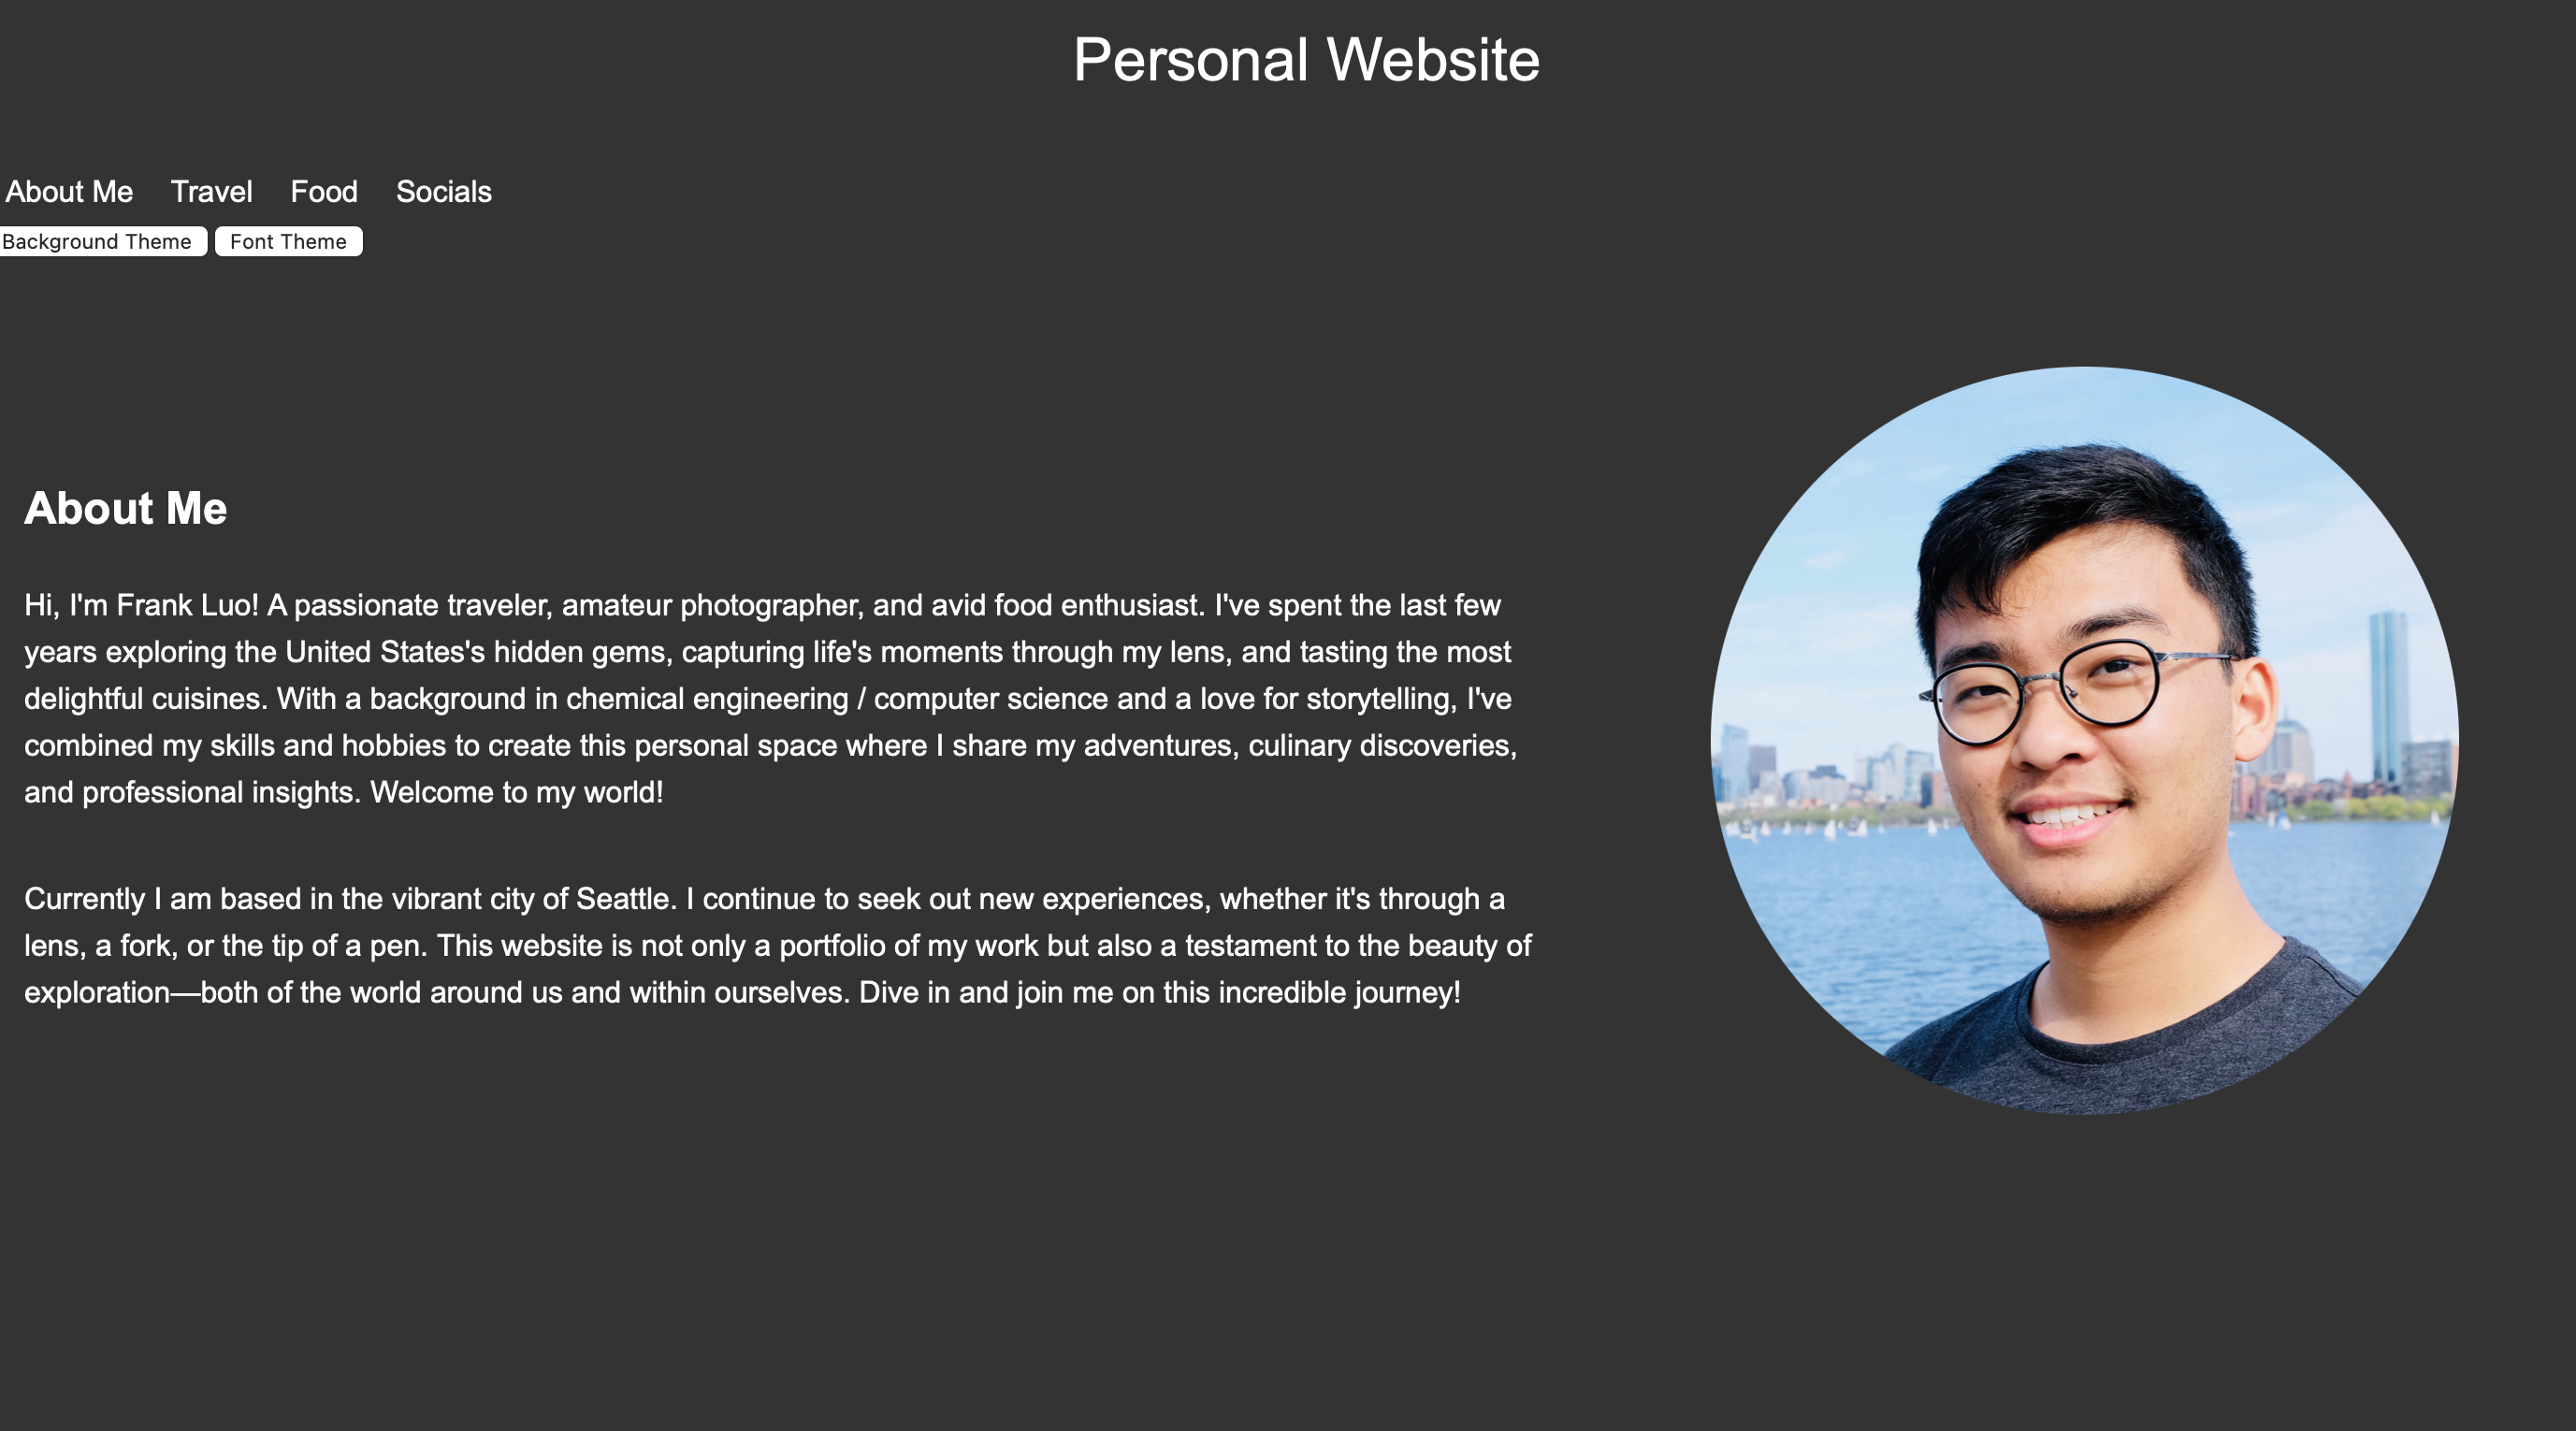 Personal Website
About Me Travel Food Socials
Background Theme Font Theme
About Me
Hi, I'm Frank Luo! A passionate traveler, amateur photographer, and avid food enthusiast. I've spent the last few
years exploring the United States's hidden gems, capturing life's moments through my lens, and tasting the most
delightful cuisines. With a background in chemical engineering / computer science and a love for storytelling, I've
combined my skills and hobbies to create this personal space where I share my adventures, culinary discoveries,
and professional insights. Welcome to my world!
Currently I am based in the vibrant city of Seattle. I continue to seek out new experiences, whether it's through a
lens, a fork, or the tip of a pen. This website is not only a portfolio of my work but also a testament to the beauty of
exploration—both of the world around us and within ourselves. Dive in and join me on this incredible journey!